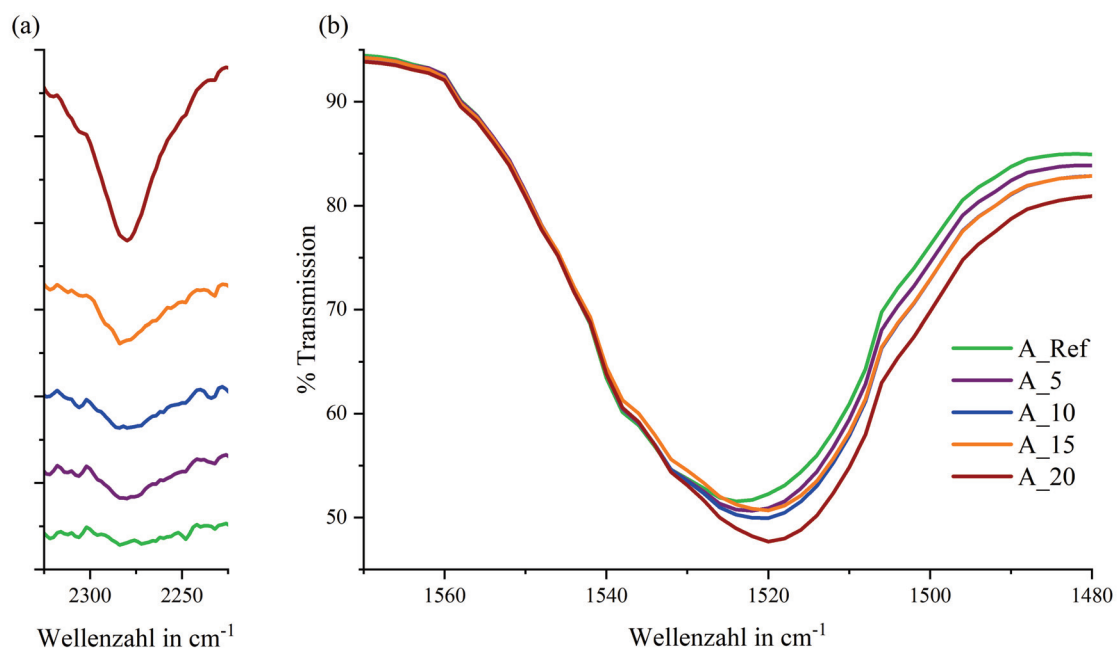 (a)
(b)
90
80
70
60
50
% Transmission
A_Ref
A_5
A_10
A_15
A_20
2300
2250
1560
1540
1520
1500
1480
Wellenzahl in cm⁻¹
Wellenzahl in cm⁻¹